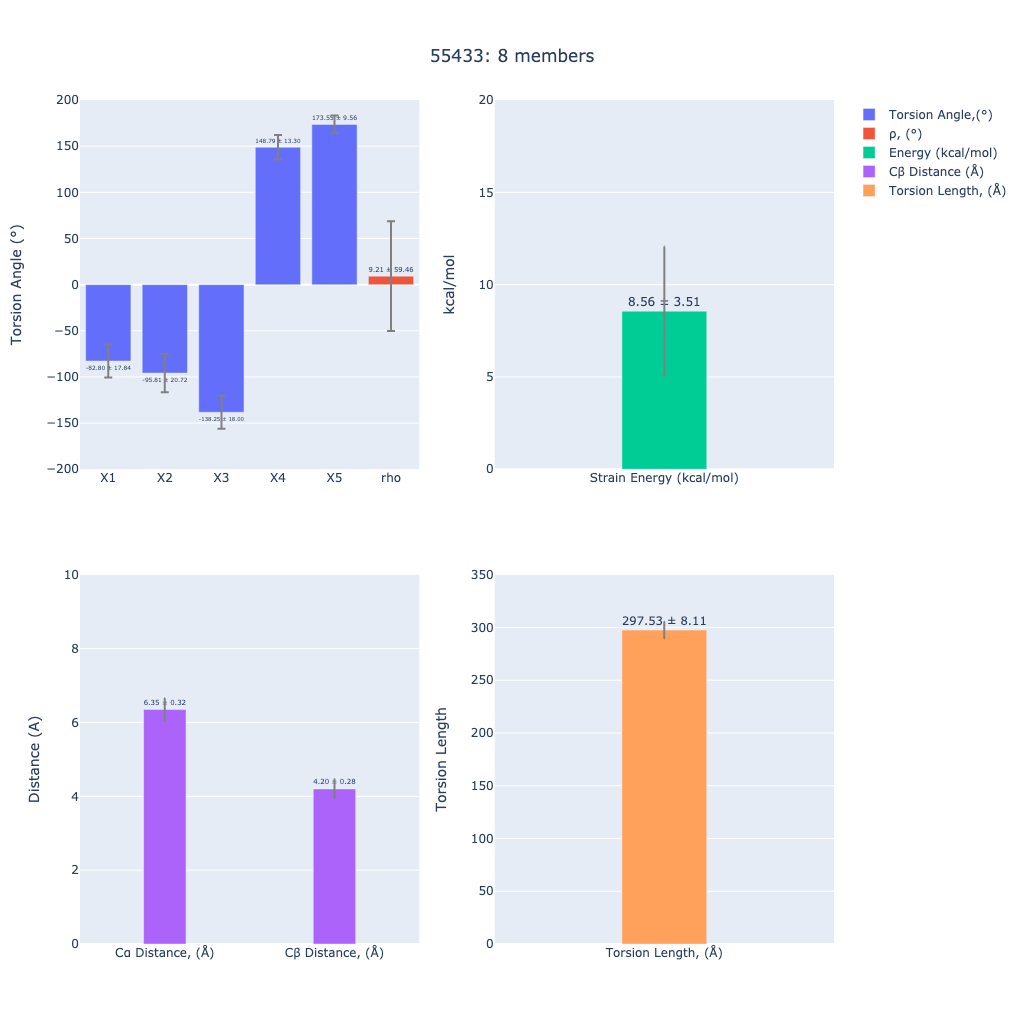 55433: 8 members
Torsion Angle (°)
200
150
100
50
0
−50
−100
−150
−200
-82.80 ± 17.84
-95.81 ± 20.72
-138.25 ± 18.00
148.79 ± 13.30
173.55 ± 9.56
9.21 ± 59.46
X1 X2 X3 X4 X5 rho
kcal/mol
20
15
10
5
0
8.56 ± 3.51
Strain Energy (kcal/mol)
Torsion Angle,(°)
ρ, (°)
Energy (kcal/mol)
Cβ Distance (Å)
Torsion Length, (Å)
Distance (A)
10
8
6
4
2
0
6.35 ± 0.32
4.20 ± 0.28
Cα Distance, (Å) Cβ Distance, (Å)
Torsion Length
350
300
250
200
150
100
50
0
297.53 ± 8.11
Torsion Length, (Å)